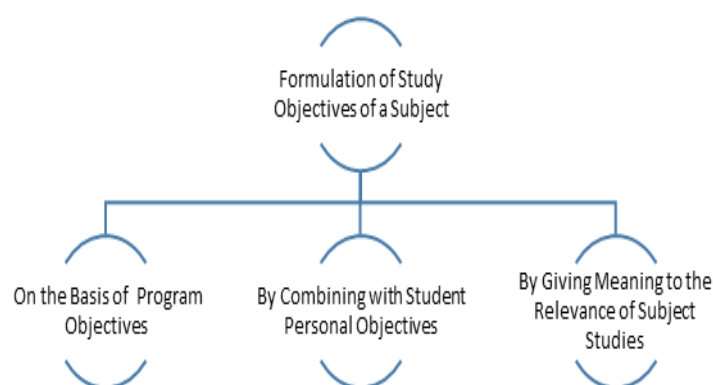 Formulation of Study
Objectives of a Subject
On the Basis of Program
Objectives
By Combining with Student
Personal Objectives
By Giving Meaning to the
Relevance of Subject
Studies